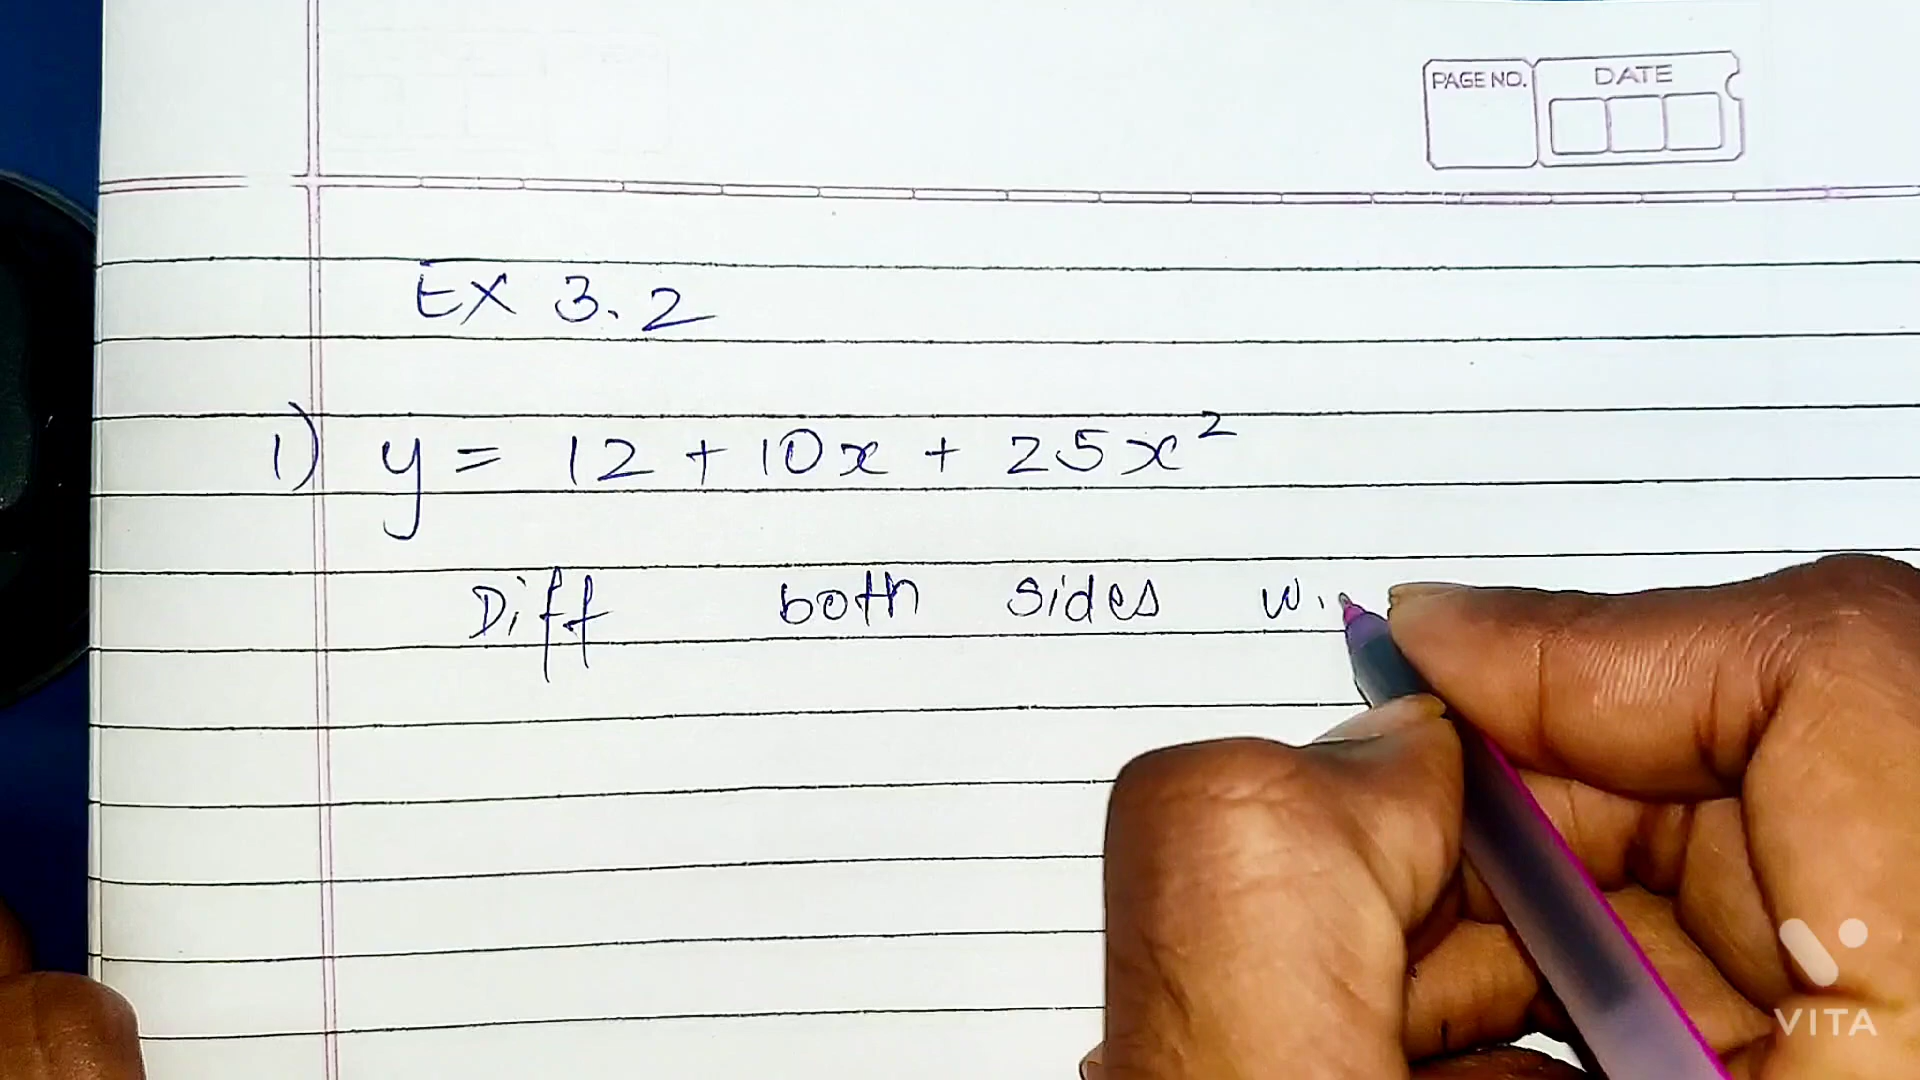 PAGE NO. DATE
EX 3.2
1) y = 12 + 10x + 25x²
Diff both sides w.
VITA